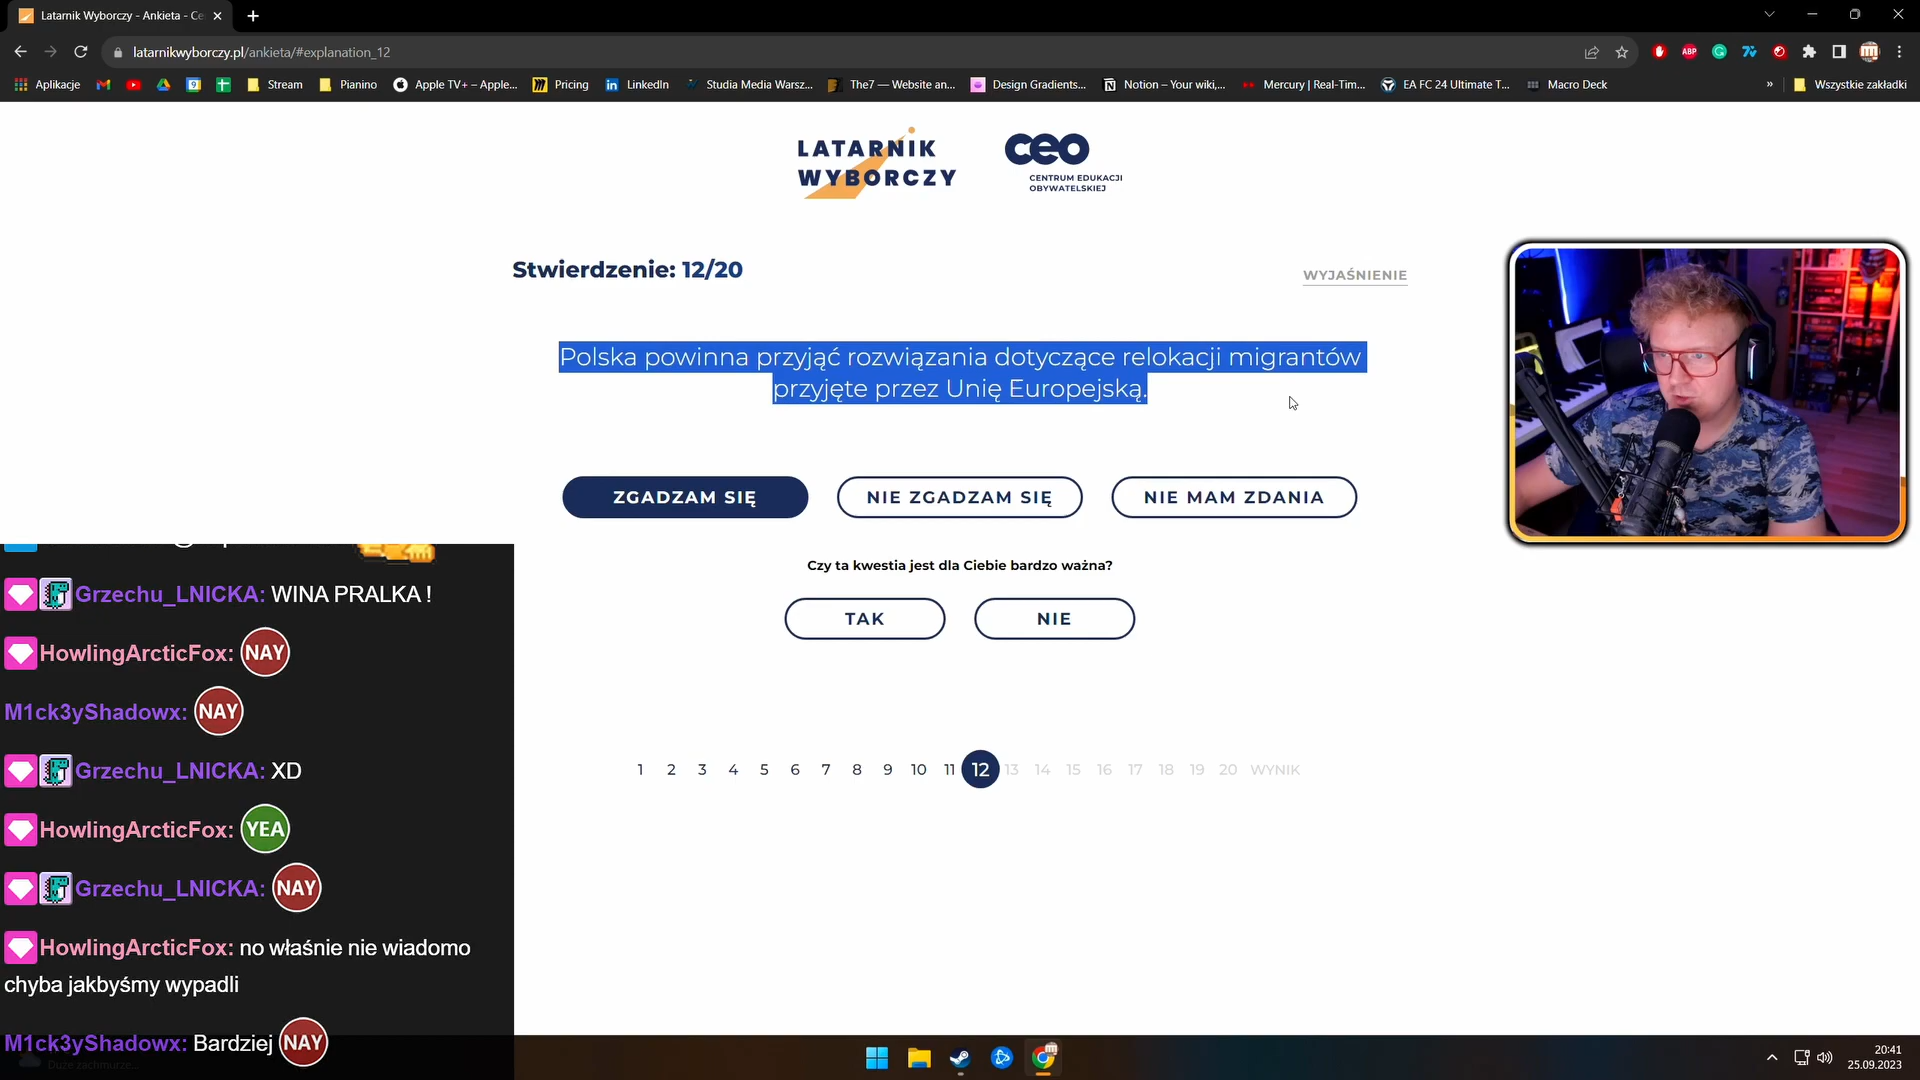 Latarnik Wyborczy - Ankieta - Ce
latarnikwyborczy.pl/ankieta/#explanation_12
Aplikacje
Stream
Pianino
Apple TV+ – Apple...
Pricing
LinkedIn
Studia Media Warsz...
The7 — Website an...
Design Gradients...
Notion – Your wiki,...
Mercury | Real-Tim...
EA FC 24 Ultimate T...
Macro Deck
»
Wszystkie zakładki
LATARNIK
WYBORCZY
ceo
CENTRUM EDUKACJI
OBYWATELSKIEJ
Stwierdzenie: 12/20
WYJAŚNIENIE
Polska powinna przyjąć rozwiązania dotyczące relokacji migrantów
przyjęte przez Unię Europejską.
ZGADZAM SIĘ
NIE ZGADZAM SIĘ
NIE MAM ZDANIA
Czy ta kwestia jest dla Ciebie bardzo ważna?
TAK
NIE
1 2 3 4 5 6 7 8 9 10 11 12 13 14 15 16 17 18 19 20 WYNIK
Grzechu_LNICKA: WINA PRALKA !
HowlingArcticFox: NAY
M1ck3yShadowx: NAY
Grzechu_LNICKA: XD
HowlingArcticFox: YEA
Grzechu_LNICKA: NAY
HowlingArcticFox: no właśnie nie wiadomo
chyba jakbyśmy wypadli
M1ck3yShadowx: Bardziej NAY
Duże zachmurze...
20:41
25.09.2023